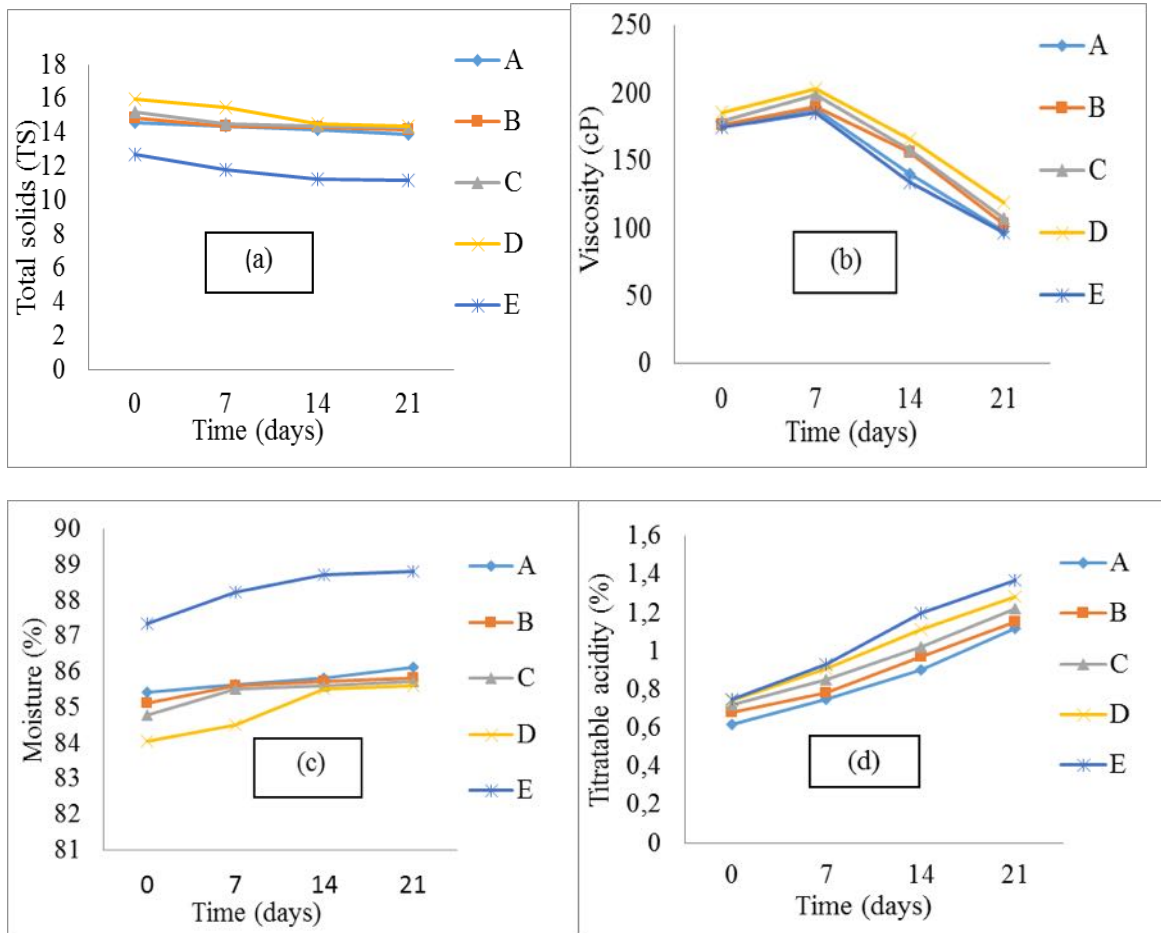 Total solids (TS)
18
16
14
12
10
8
6
4
2
0
0 7 14 21
Time (days)
(a)
A
B
C
D
E
Viscosity (cP)
250
200
150
100
50
0
0 7 14 21
Time (days)
(b)
A
B
C
D
E
Moisture (%)
90
89
88
87
86
85
84
83
82
81
0 7 14 21
Time (days)
(c)
A
B
C
D
E
Titratable acidity (%)
1,6
1,4
1,2
1
0,8
0,6
0,4
0,2
0
0 7 14 21
Time (days)
(d)
A
B
C
D
E